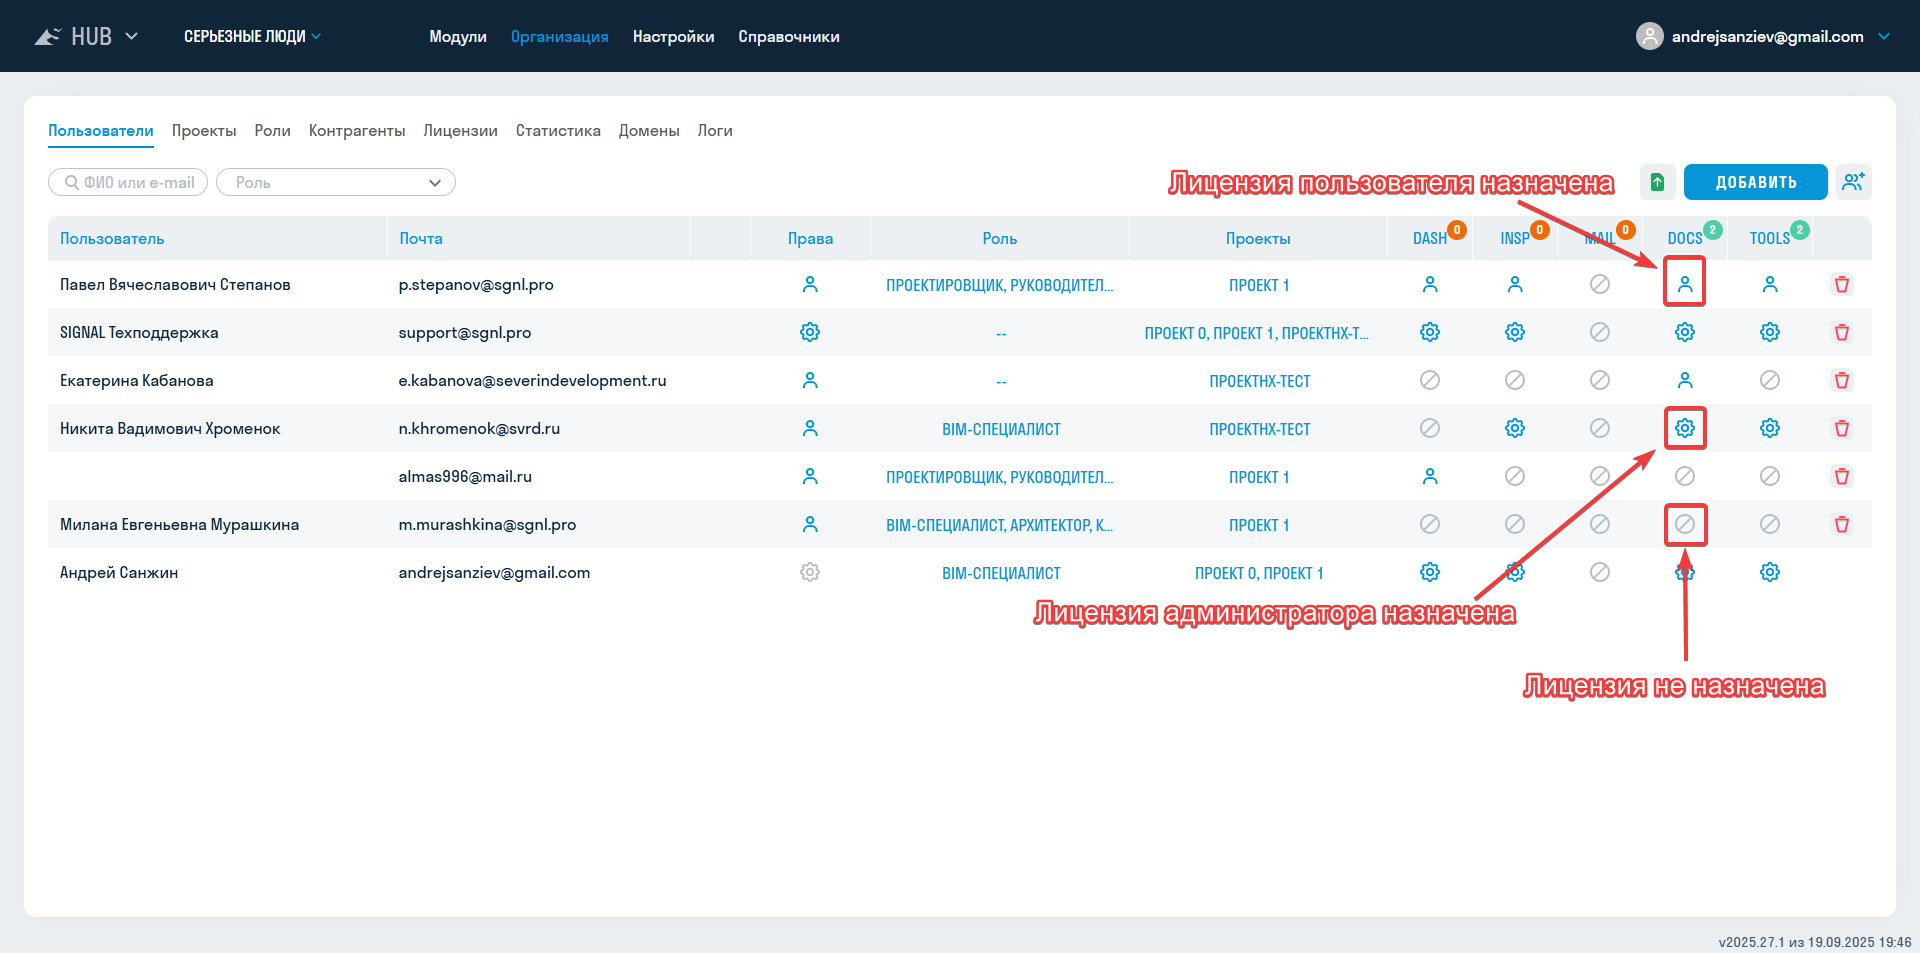 HUB
СЕРЬЕЗНЫЕ ЛЮДИ
Модули Организация Настройки Справочники
andrejsanziev@gmail.com
Пользователи Проекты Роли Контрагенты Лицензии Статистика Домены Логи
ФИО или e-mail Роль
Лицензия пользователя назначена
ДОБАВИТЬ
Пользователь Почта Права Роль Проекты DASH 0 INSP 0 MAIL 0 DOCS 2 TOOLS 2
Павел Вячеславович Степанов p.stepanov@sgnl.pro ПРОЕКТИРОВЩИК, РУКОВОДИТЕЛ... ПРОЕКТ 1
SIGNAL Техподдержка support@sgnl.pro -- ПРОЕКТ 0, ПРОЕКТ 1, ПРОЕКТНХ-Т...
Екатерина Кабанова e.kabanova@severindevelopment.ru -- ПРОЕКТНХ-ТЕСТ
Никита Вадимович Хроменок n.khromenok@svrd.ru BIM-СПЕЦИАЛИСТ ПРОЕКТНХ-ТЕСТ
almas996@mail.ru ПРОЕКТИРОВЩИК, РУКОВОДИТЕЛ... ПРОЕКТ 1
Милана Евгеньевна Мурашкина m.murashkina@sgnl.pro BIM-СПЕЦИАЛИСТ, АРХИТЕКТОР, К... ПРОЕКТ 1
Андрей Санжин andrejsanziev@gmail.com BIM-СПЕЦИАЛИСТ ПРОЕКТ 0, ПРОЕКТ 1
Лицензия администратора назначена
Лицензия не назначена
v2025.27.1 из 19.09.2025 19:46